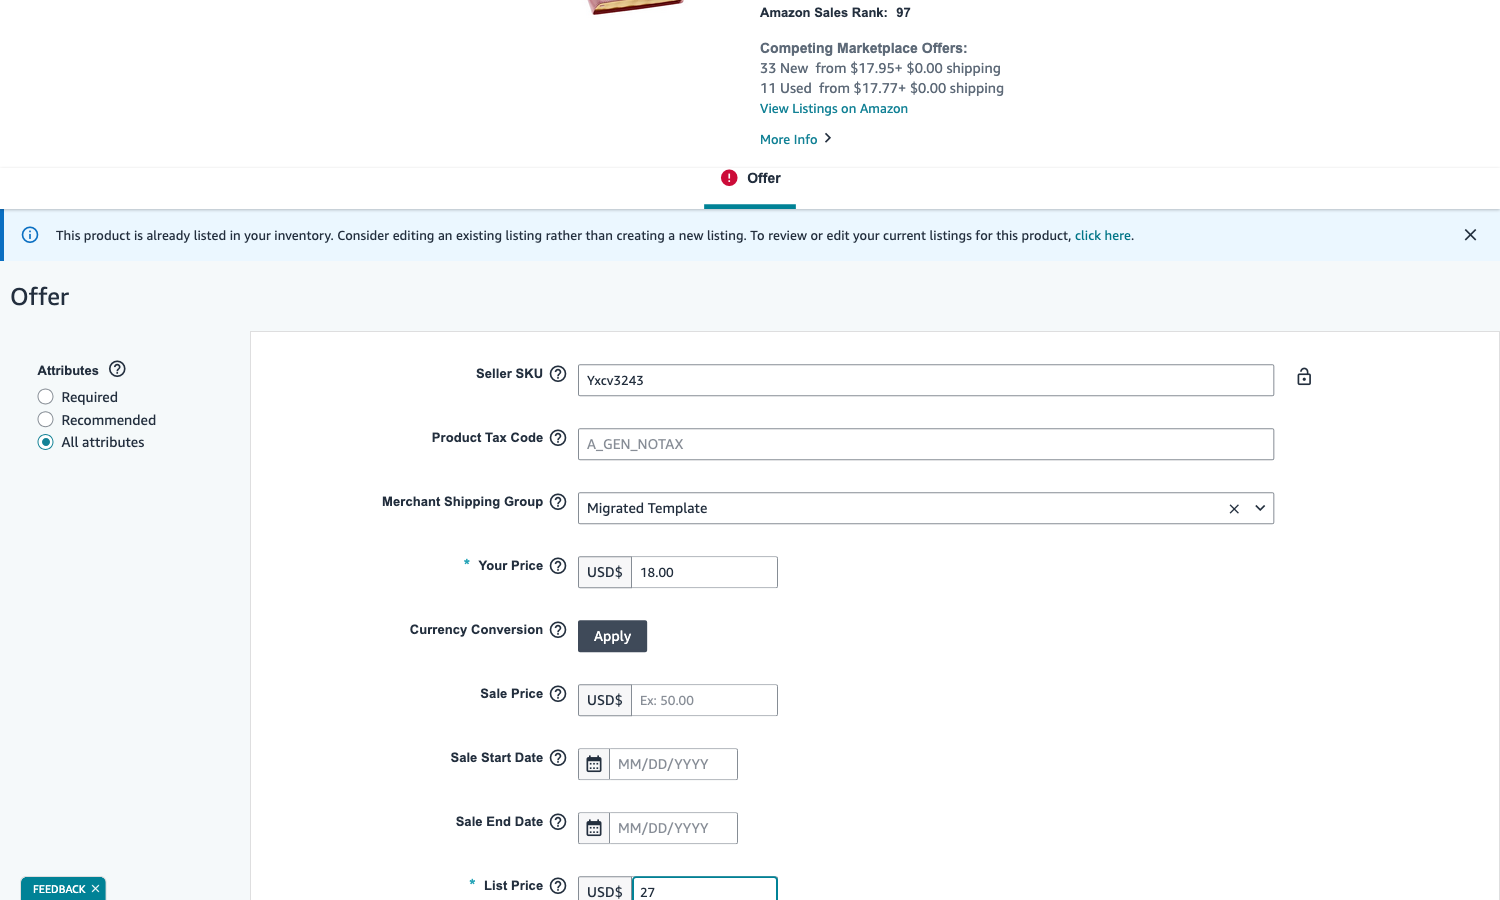 Amazon Sales Rank: 97
Competing Marketplace Offers:
33 New from $17.95+ $0.00 shipping
11 Used from $17.77+ $0.00 shipping
View Listings on Amazon
More Info
Offer
This product is already listed in your inventory. Consider editing an existing listing rather than creating a new listing. To review or edit your current listings for this product, click here.
Offer
Attributes
Required
Recommended
All attributes
Seller SKU
Yxcv3243
Product Tax Code
A_GEN_NOTAX
Merchant Shipping Group
Migrated Template
* Your Price
USD$ 18.00
Currency Conversion
Apply
Sale Price
USD$ Ex: 50.00
Sale Start Date
MM/DD/YYYY
Sale End Date
MM/DD/YYYY
* List Price
USD$ 27
FEEDBACK